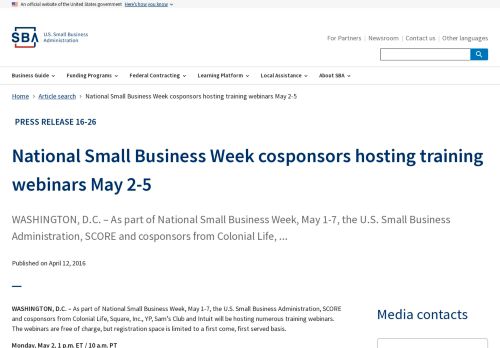 An official website of the United States government Here's how you know
SBA U.S. Small Business
Administration
For Partners Newsroom Contact us Other languages
Business Guide Funding Programs Federal Contracting Learning Platform Local Assistance About SBA
Home Article search National Small Business Week cosponsors hosting training webinars May 2-5
PRESS RELEASE 16-26
National Small Business Week cosponsors hosting training
webinars May 2-5
WASHINGTON, D.C. – As part of National Small Business Week, May 1-7, the U.S. Small Business
Administration, SCORE and cosponsors from Colonial Life, ...
Published on April 12, 2016
WASHINGTON, D.C. – As part of National Small Business Week, May 1-7, the U.S. Small Business Administration, SCORE
and cosponsors from Colonial Life, Square, Inc., YP, Sam's Club and Intuit will be hosting numerous training webinars.
The webinars are free of charge, but registration space is limited to a first come, first served basis.
Monday, May 2, 1 p.m. ET / 10 a.m. PT
Media contacts